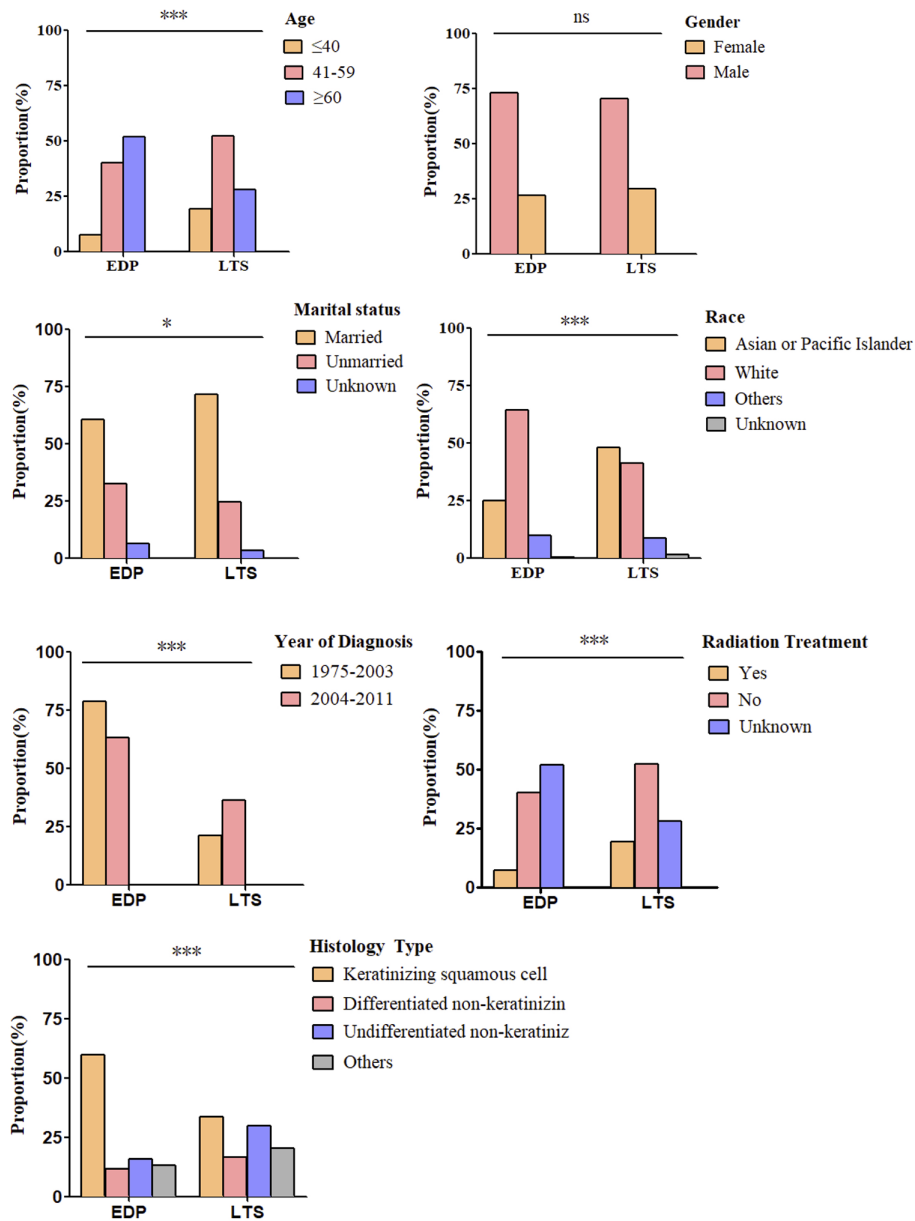 Age
***
≤40
41-59
≥60
100
75
50
25
0
Proportion(%)
EDP LTS
Gender
ns
Female
Male
100
75
50
25
0
Proportion(%)
EDP LTS
Marital status
*
Married
Unmarried
Unknown
100
75
50
25
0
Proportion(%)
EDP LTS
Race
***
Asian or Pacific Islander
White
Others
Unknown
100
75
50
25
0
Proportion(%)
EDP LTS
Year of Diagnosis
***
1975-2003
2004-2011
100
75
50
25
0
Proportion(%)
EDP LTS
Radiation Treatment
***
Yes
No
Unknown
100
75
50
25
0
Proportion(%)
EDP LTS
Histology Type
***
Keratinizing squamous cell
Differentiated non-keratinizin
Undifferentiated non-keratiniz
Others
100
75
50
25
0
Proportion(%)
EDP LTS